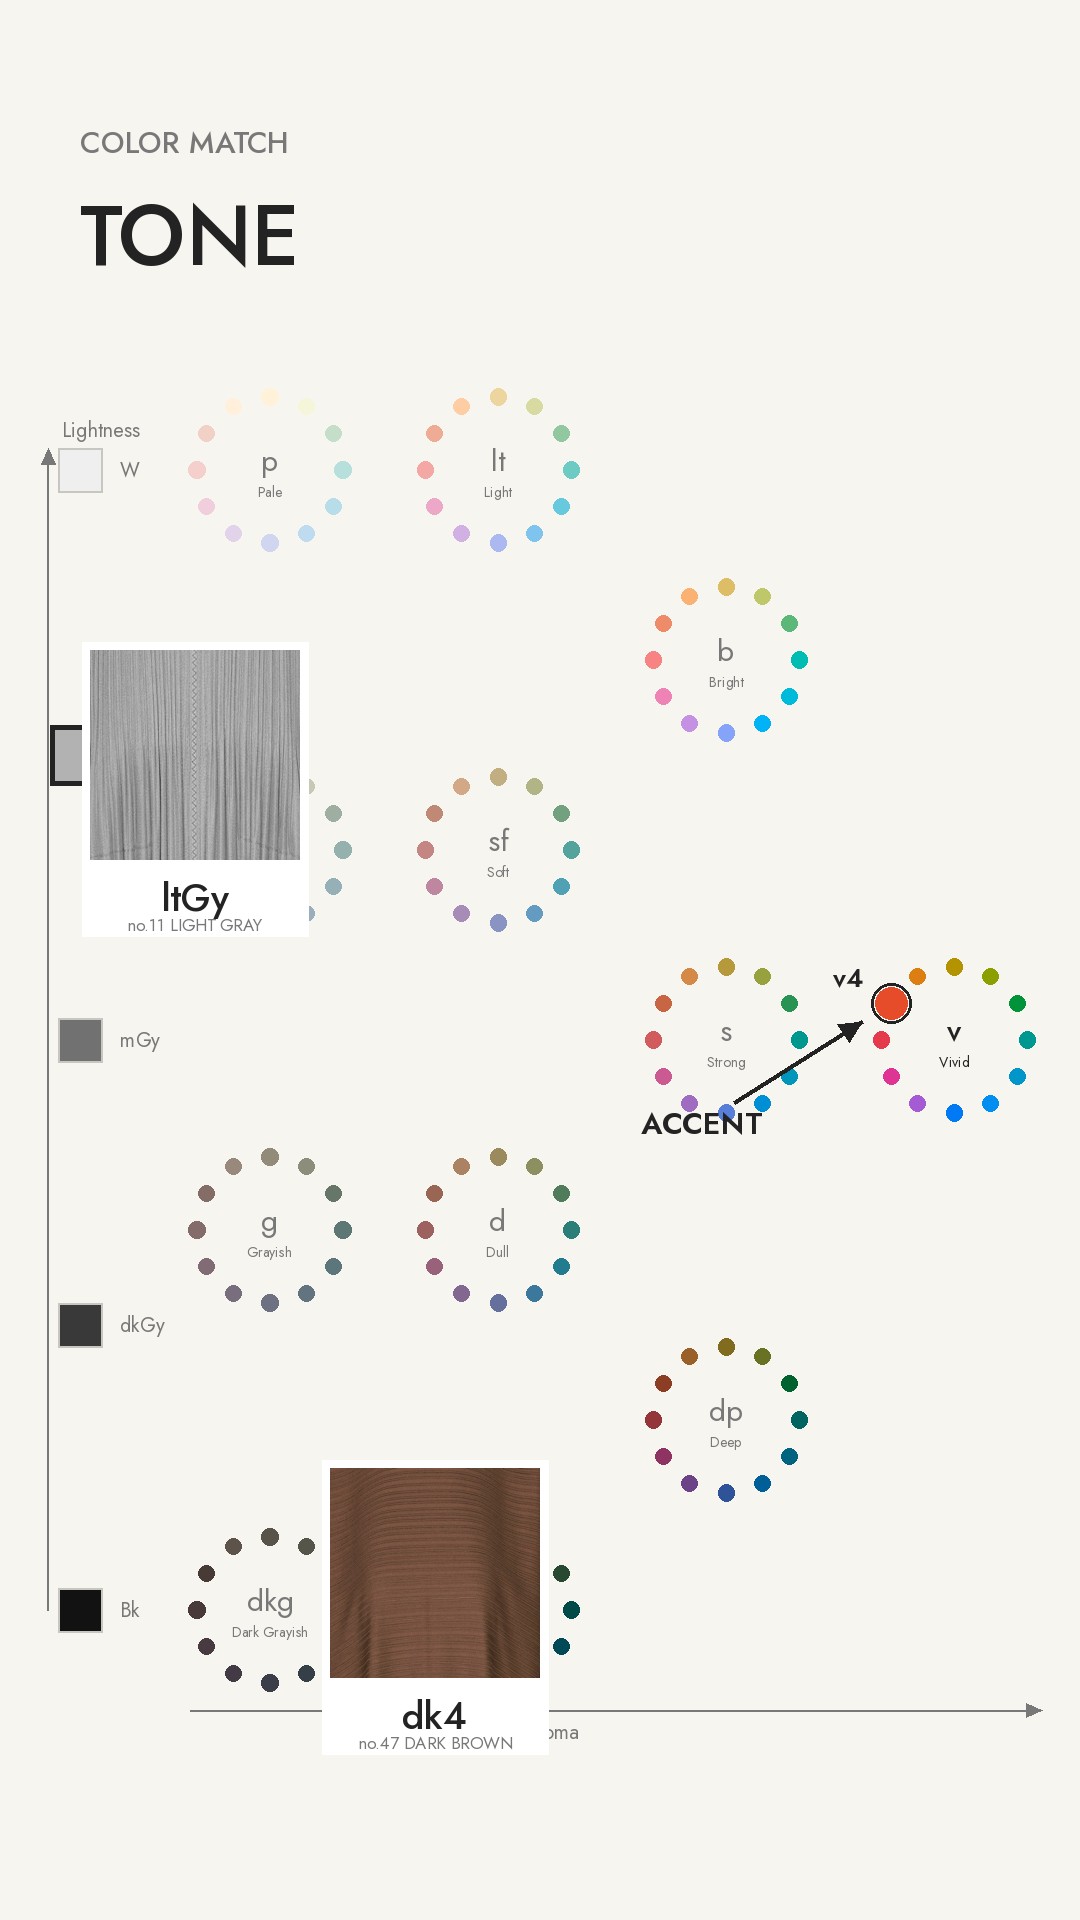 COLOR MATCH
TONE
Lightness
W
p
Pale
lt
Light
b
Bright
ltGy
no.11 LIGHT GRAY
sf
Soft
v4
s
Strong
v
Vivid
mGy
ACCENT
g
Grayish
d
Dull
dkGy
dp
Deep
Bk
dkg
Dark Grayish
dk4
no.47 DARK BROWN